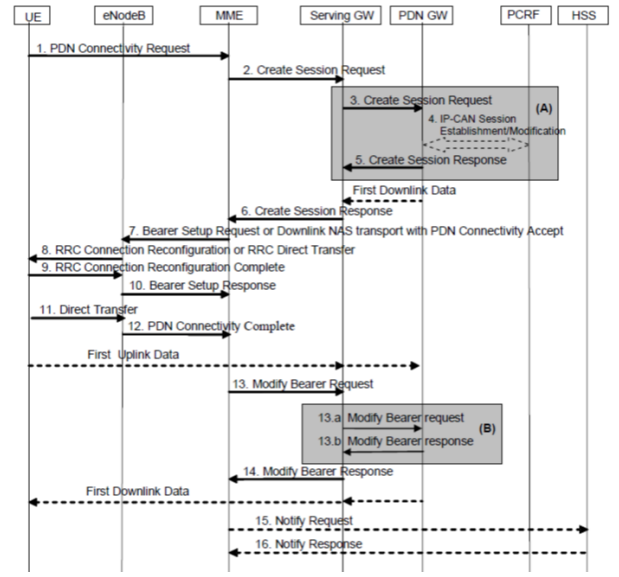 UE eNodeB MME Serving GW PDN GW PCRF HSS
1. PDN Connectivity Request
2. Create Session Request
3. Create Session Request
(A)
4. IP-CAN Session
Establishment/Modification
5. Create Session Response
First Downlink Data
6. Create Session Response
7. Bearer Setup Request or Downlink NAS transport with PDN Connectivity Accept
8. RRC Connection Reconfiguration or RRC Direct Transfer
9. RRC Connection Reconfiguration Complete
10. Bearer Setup Response
11. Direct Transfer
12. PDN Connectivity Complete
First Uplink Data
13. Modify Bearer Request
13.a Modify Bearer request
(B)
13.b Modify Bearer response
14. Modify Bearer Response
First Downlink Data
15. Notify Request
16. Notify Response